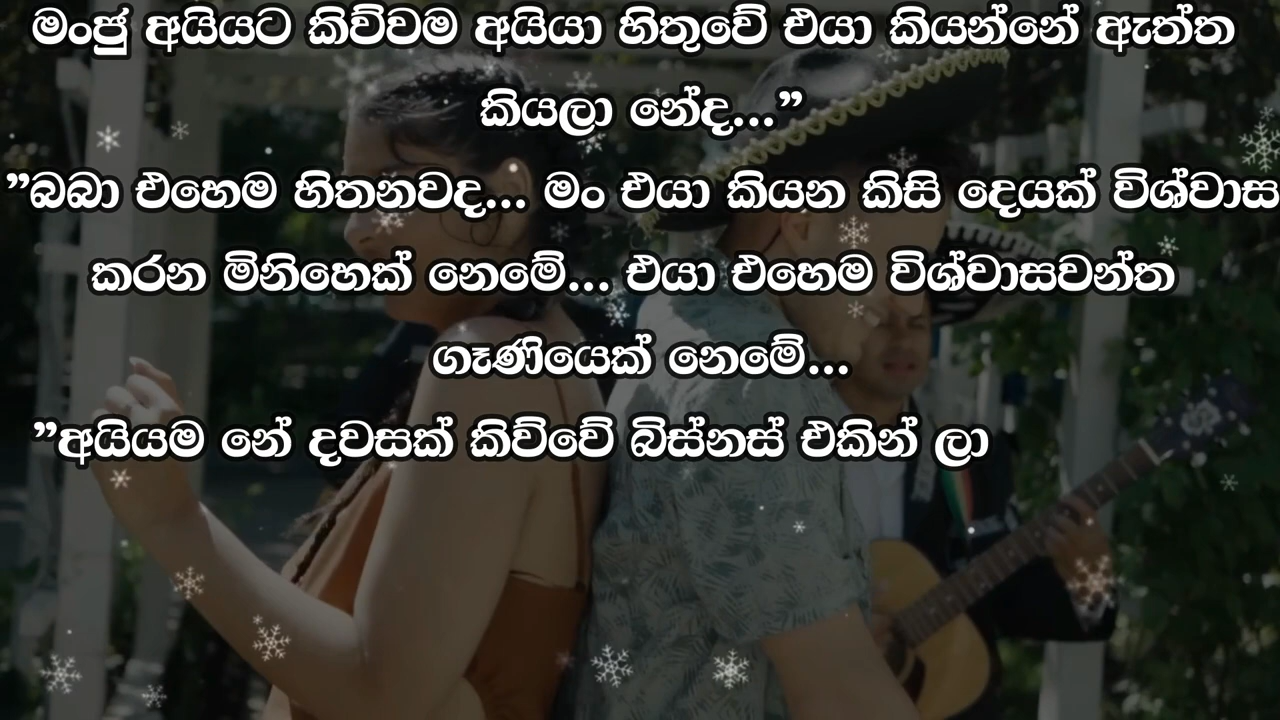 මංජු අයියට කිව්වම අයියා හිතුවේ එයා කියන්නේ ඇත්ත
කියලා නේද...”
”බබා එහෙම හිතනවද... මං එයා කියන කිසි දෙයක් විශ්වාස
කරන මිනිහෙක් නෙමේ... එයා එහෙම විශ්වාසවන්ත
ගෑණියෙක් නෙමේ...
”අයියම නේ දවසක් කිව්වේ බිස්නස් එකින් ලා